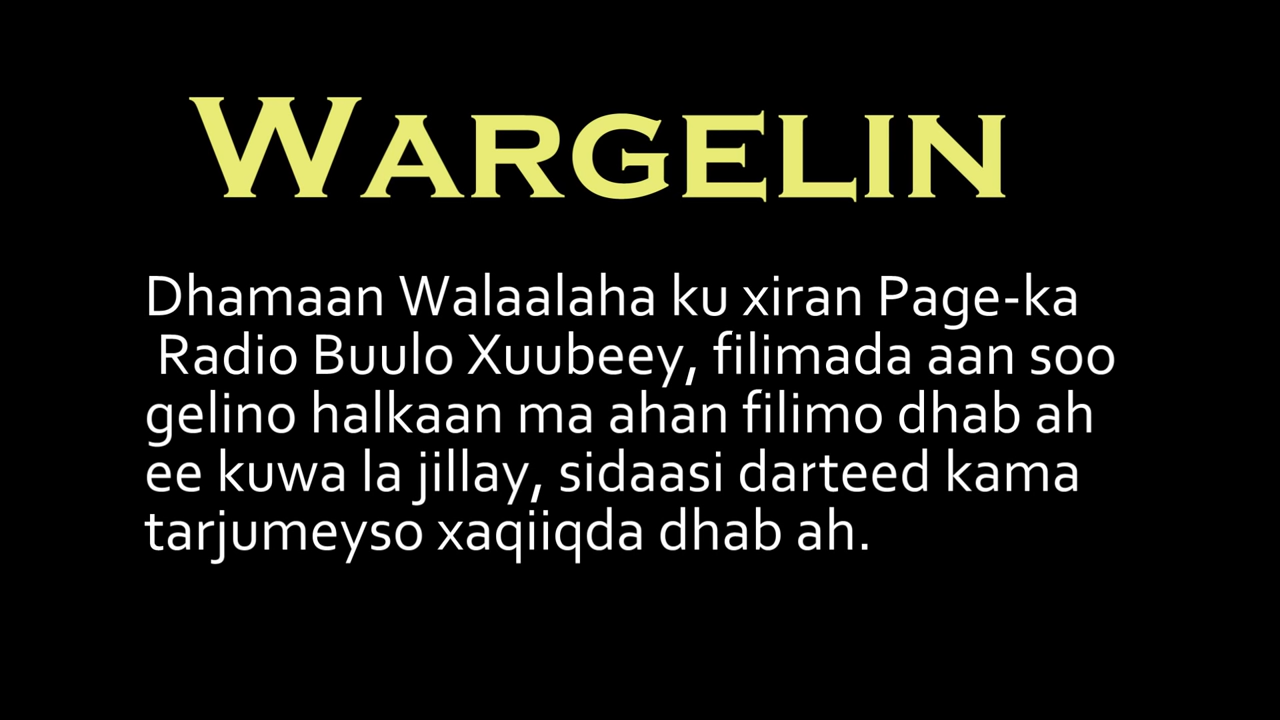 WARGELIN
Dhamaan Walaalaha ku xiran Page-ka
Radio Buulo Xuubeey, filimada aan soo
gelino halkaan ma ahan filimo dhab ah
ee kuwa la jillay, sidaasi darteed kama
tarjumeyso xaqiiqda dhab ah.